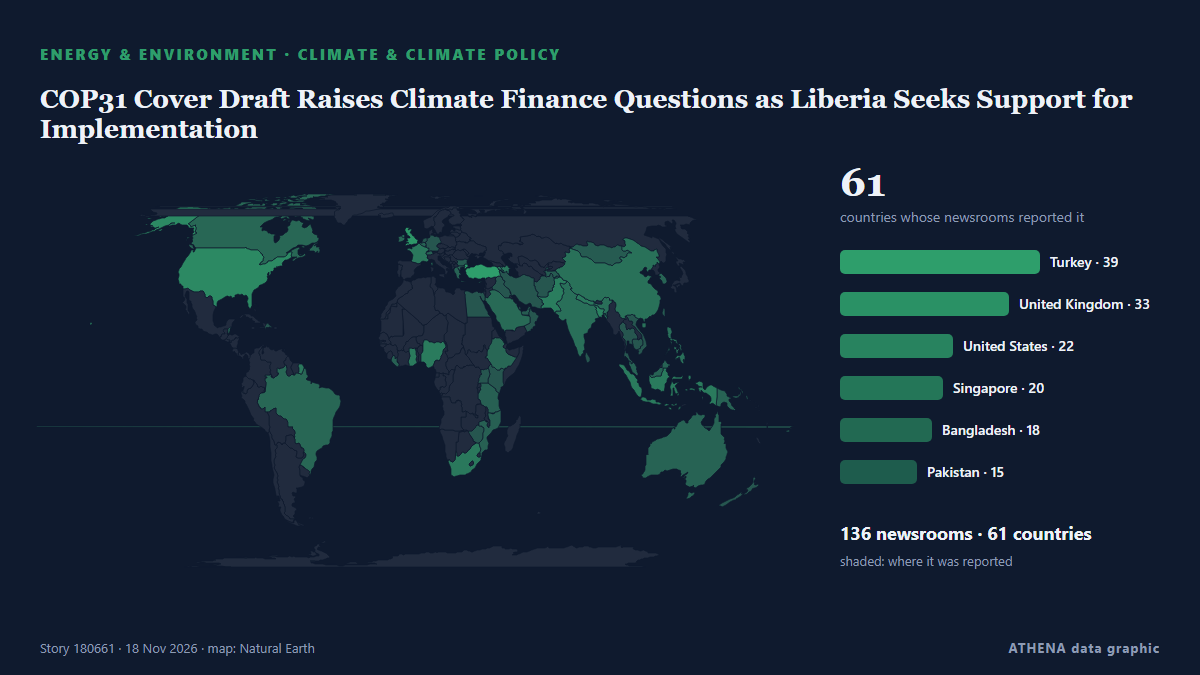 ENERGY & ENVIRONMENT · CLIMATE & CLIMATE POLICY
COP31 Cover Draft Raises Climate Finance Questions as Liberia Seeks Support for
Implementation
61
countries whose newsrooms reported it
Turkey · 39
United Kingdom · 33
United States · 22
Singapore · 20
Bangladesh · 18
Pakistan · 15
136 newsrooms · 61 countries
shaded: where it was reported
Story 180661 · 18 Nov 2026 · map: Natural Earth
ATHENA data graphic